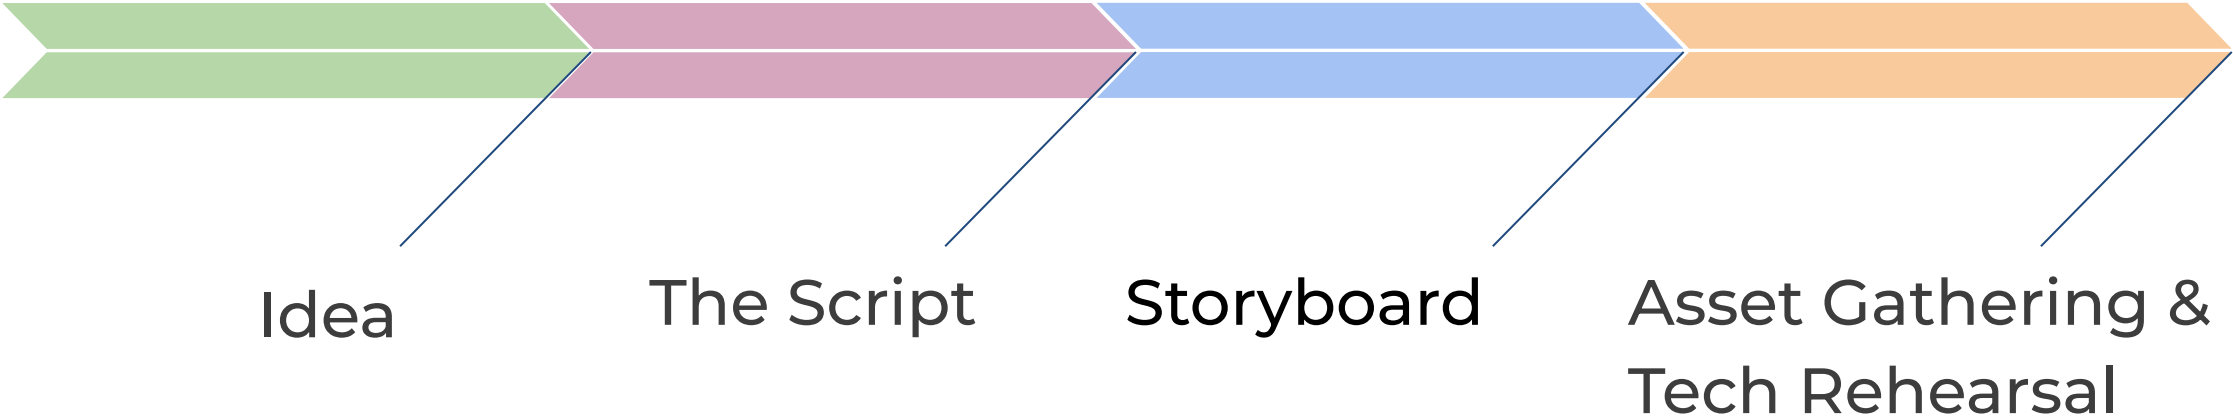 Idea
The Script
Storyboard
Asset Gathering &
Tech Rehearsal